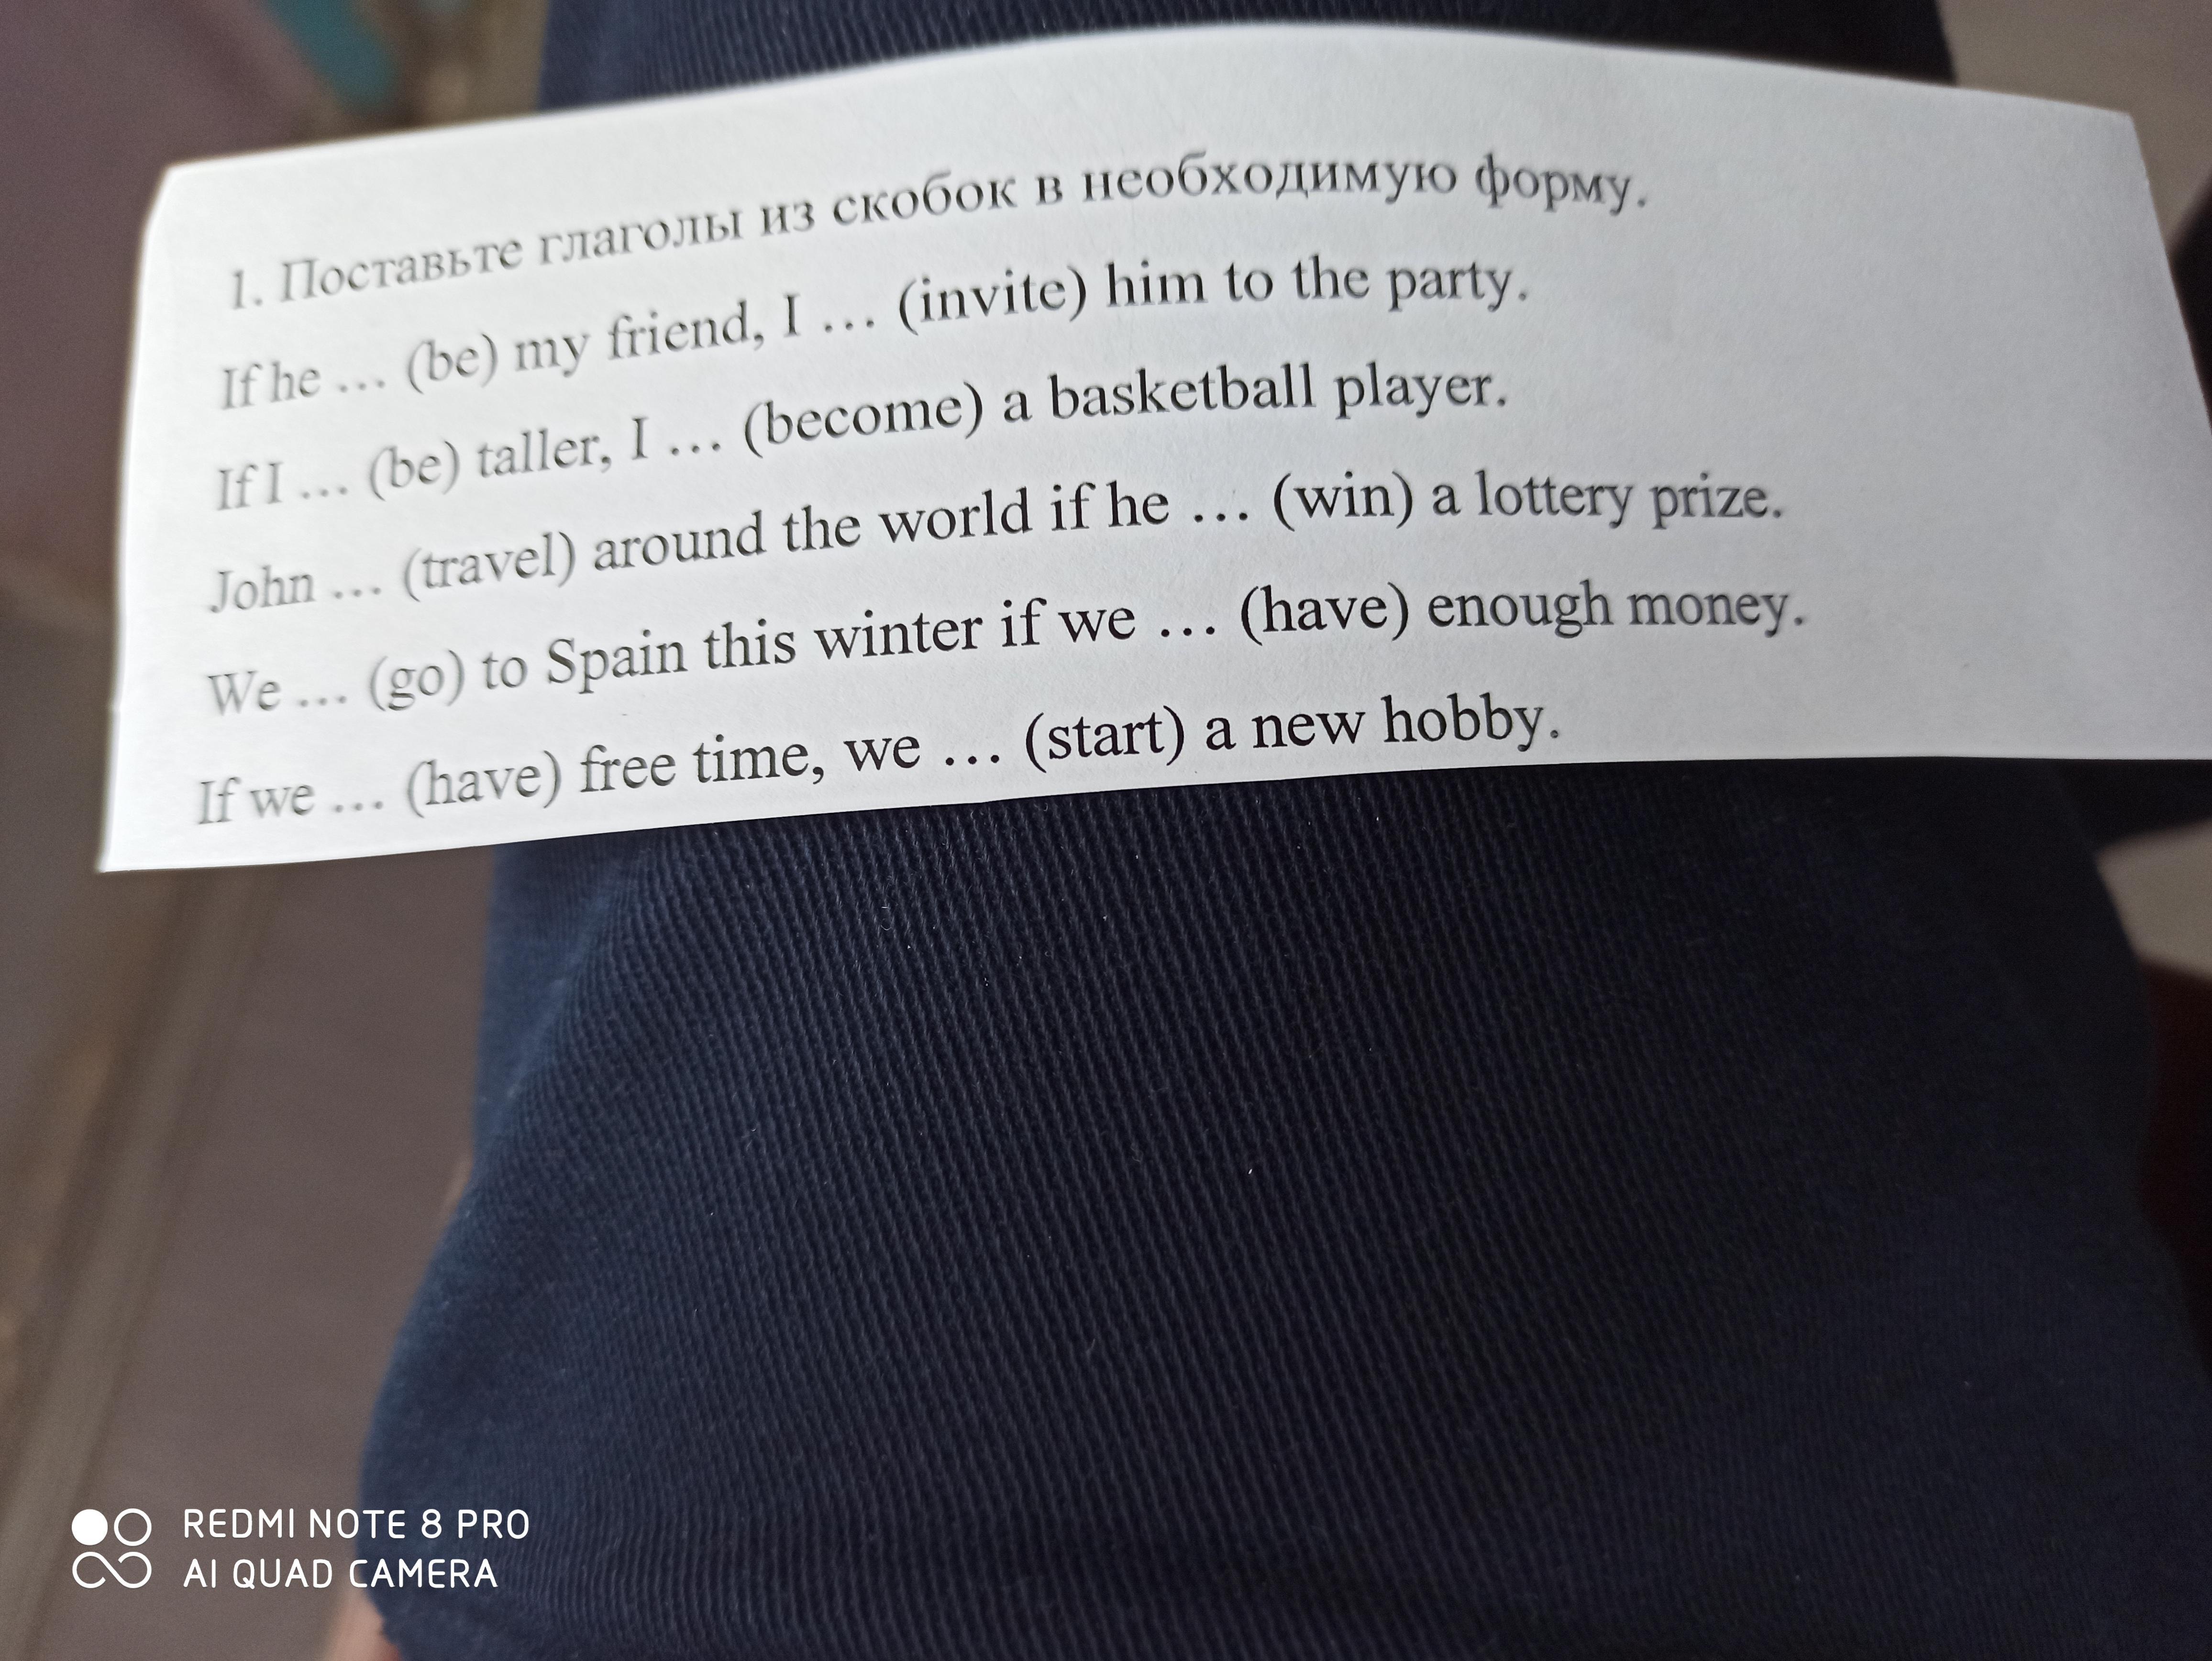 1. Поставьте глаголы из скобок в необходимую форму.
If he … (be) my friend, I … (invite) him to the party.
If I … (be) taller, I … (become) a basketball player.
John … (travel) around the world if he … (win) a lottery prize.
We … (go) to Spain this winter if we … (have) enough money.
If we … (have) free time, we … (start) a new hobby.
REDMI NOTE 8 PRO
AI QUAD CAMERA